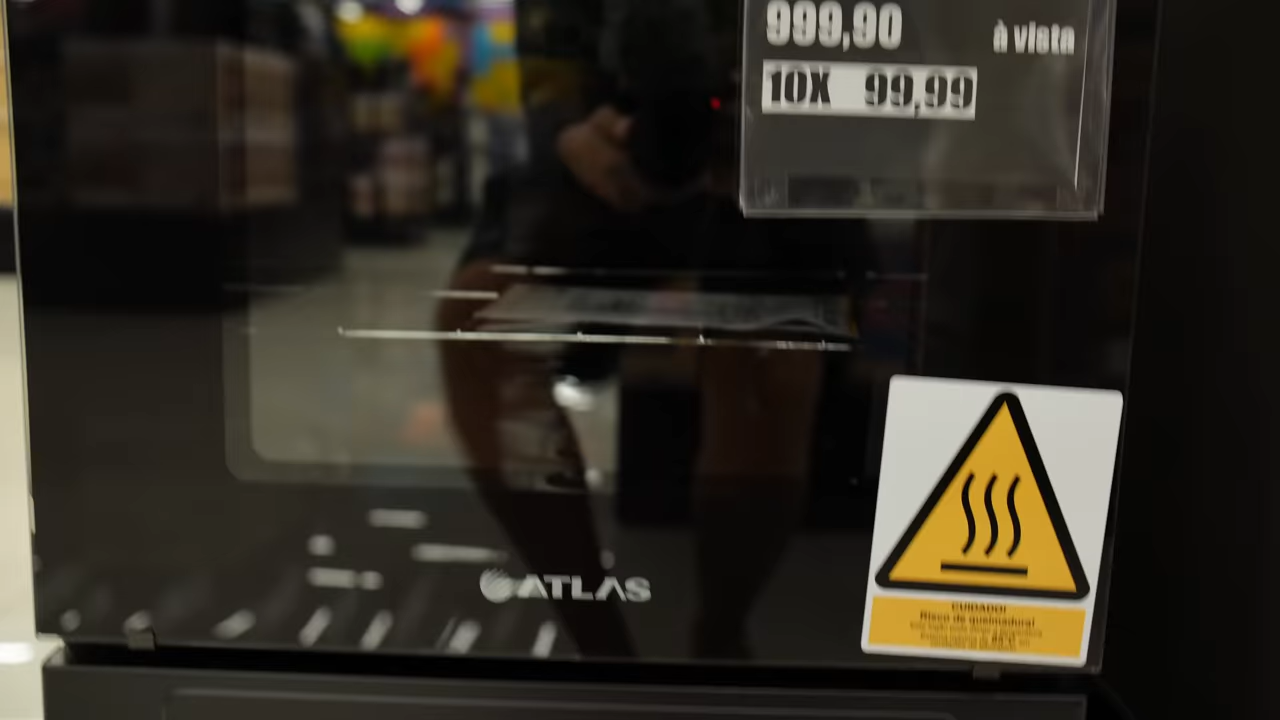 999,90 à vista
10X 99,99
ATLAS
CUIDADO!
Risco de queimadura!